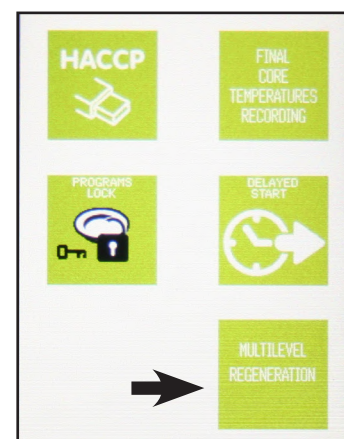 HACCP
FINAL
CORE
TEMPERATURES
RECORDING
PROGRAMS
LOCK
DELAYED
START
MULTILEVEL
REGENERATION